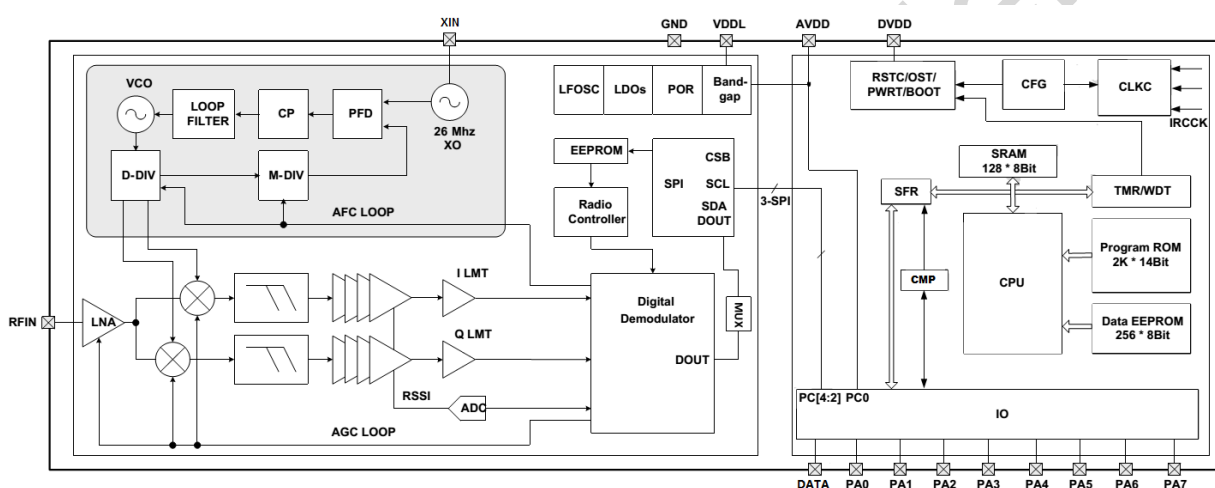 XIN
GND
VDDL
AVDD
DVDD
VCO
LOOP
FILTER
CP
PFD
26 Mhz
XO
D-DIV
M-DIV
AFC LOOP
LFOSC
LDOs
POR
Band-
gap
EEPROM
Radio
Controller
SPI
CSB
SCL
SDA
DOUT
3-SPI
RSTC/OST/
PWRT/BOOT
CFG
CLKC
IRCCK
SRAM
128 * 8Bit
SFR
TMR/WDT
CPU
CMP
Program ROM
2K * 14Bit
Data EEPROM
256 * 8Bit
RFIN
LNA
I LMT
Q LMT
RSSI
ADC
AGC LOOP
Digital
Demodulator
DOUT
MUX
PC[4:2] PC0
IO
DATA
PA0
PA1
PA2
PA3
PA4
PA5
PA6
PA7